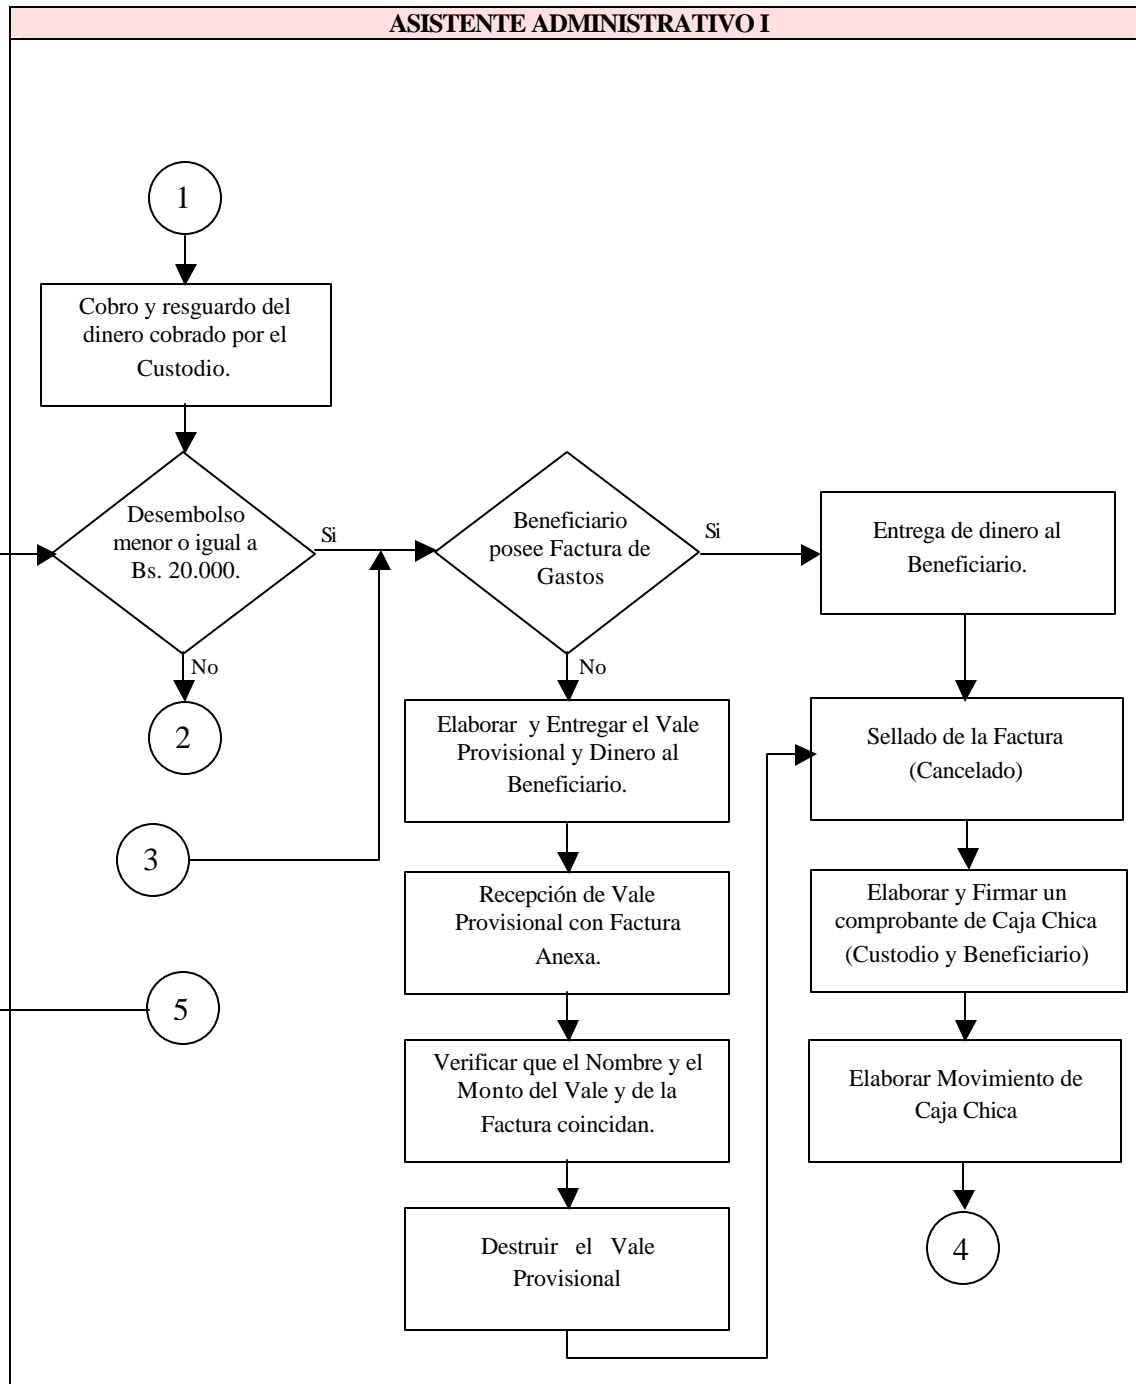 ASISTENTE ADMINISTRATIVO I
1
Cobro y resguardo del
dinero cobrado por el
Custodio.
Desembolso
menor o igual a
Bs. 20.000.
Si
No
2
3
5
Beneficiario
posee Factura de
Gastos
Si
No
Elaborar y Entregar el Vale
Provisional y Dinero al
Beneficiario.
Recepción de Vale
Provisional con Factura
Anexa.
Verificar que el Nombre y el
Monto del Vale y de la
Factura coincidan.
Destruir el Vale
Provisional
Entrega de dinero al
Beneficiario.
Sellado de la Factura
(Cancelado)
Elaborar y Firmar un
comprobante de Caja Chica
(Custodio y Beneficiario)
Elaborar Movimiento de
Caja Chica
4